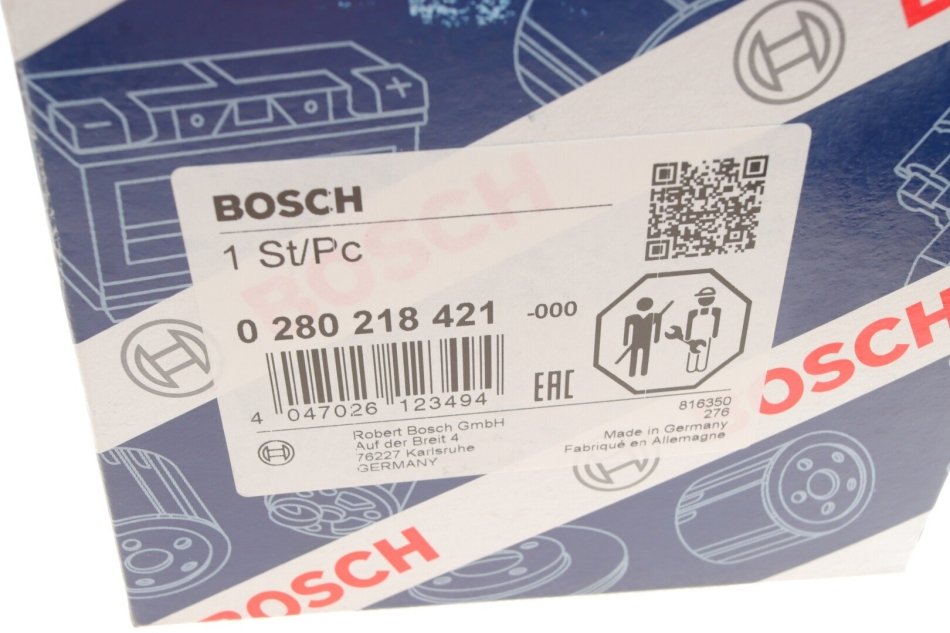 BOSCH
1 St/Pc
BOSCH
0 280 218 421 -000
4 047026 123494
EAC
816350
276
Robert Bosch GmbH
Auf der Breit 4
76227 Karlsruhe
GERMANY
Made in Germany
Fabriqué en Allemagne
BOSCH
BOSCH